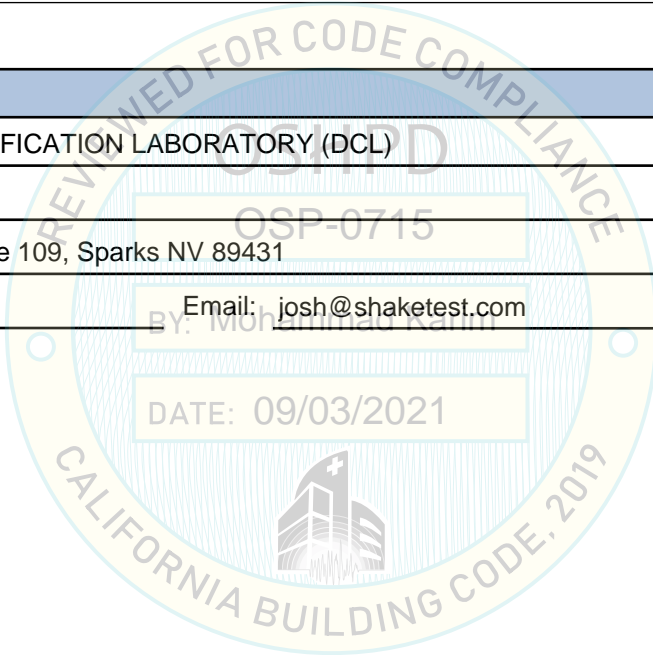 REVIEWED FOR CODE COMPLIANCE
FICATION LABORATORY (DCL)
OSHPD
OSP-0715
e 109, Sparks NV 89431
Email: josh@shaketest.com
BY: Mohammad Karim
DATE: 09/03/2021
CALIFORNIA BUILDING CODE, 2019